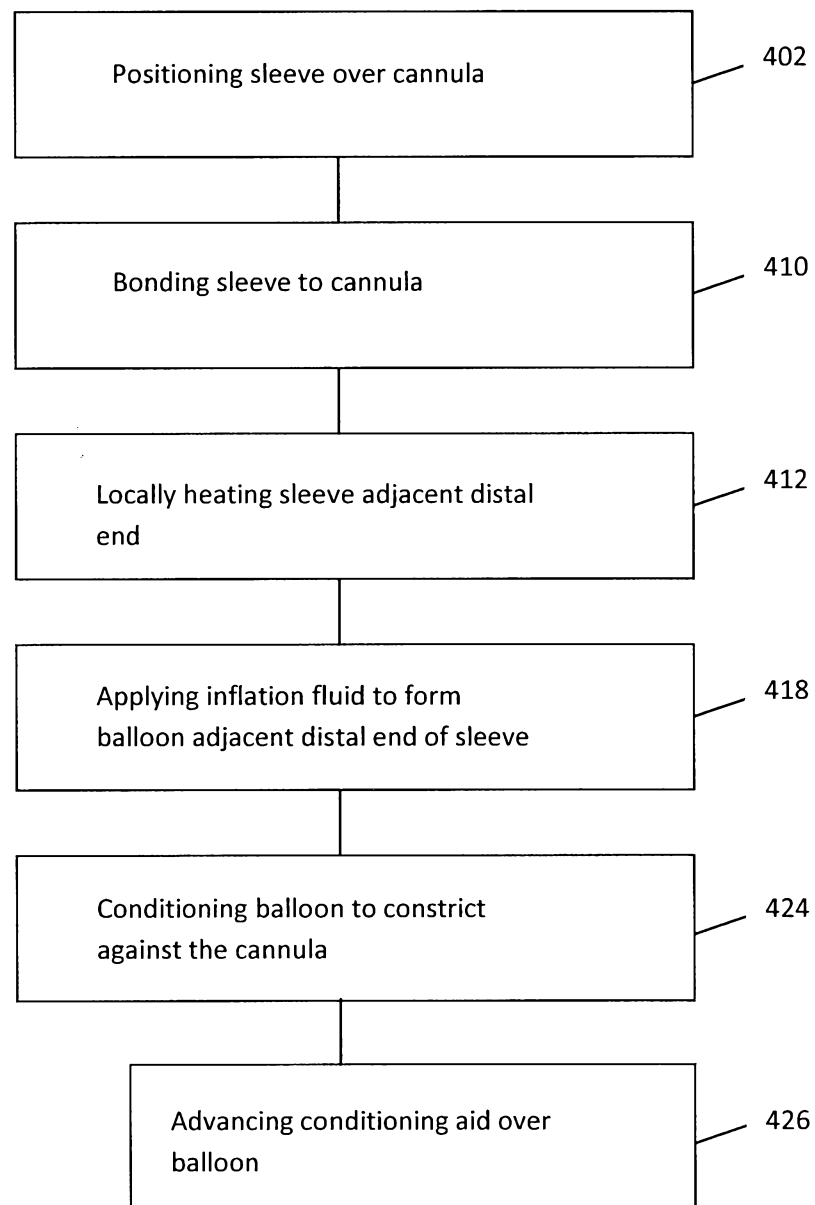 Positioning sleeve over cannula
402
Bonding sleeve to cannula
410
Locally heating sleeve adjacent distal
end
412
Applying inflation fluid to form
balloon adjacent distal end of sleeve
418
Conditioning balloon to constrict
against the cannula
424
Advancing conditioning aid over
balloon
426